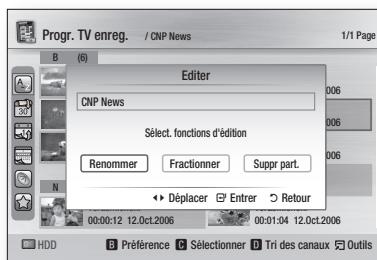 Progr. TV enreg. / CNP News 1/1 Page
B (6)
Editer
006
CNP News
006
Sélect. fonctions d'édition
Renommer Fractionner Suppr part.
006
N
Déplacer Entrer Retour
00:00:12 12.Oct.2006 00:01:04 12.Oct.2006
HDD B Préférence C Sélectionner D Tri des canaux Outils